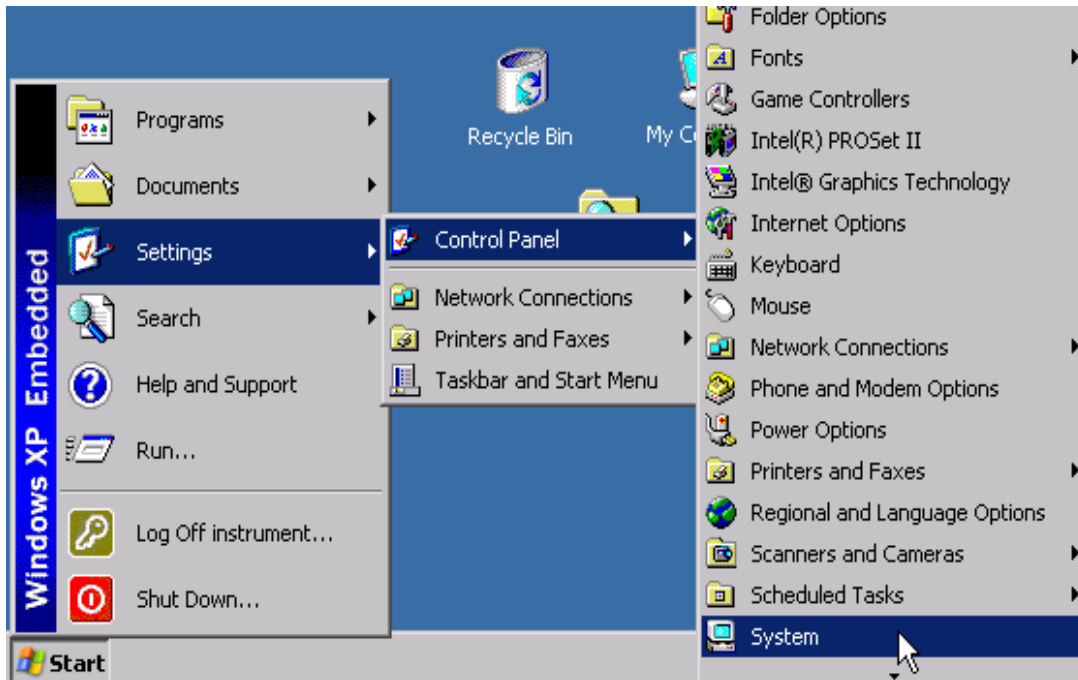 Recycle Bin
My Co
Windows XP Embedded
Programs
Documents
Settings
Search
Help and Support
Run...
Log Off instrument...
Shut Down...
Start
Control Panel
Network Connections
Printers and Faxes
Taskbar and Start Menu
Folder Options
Fonts
Game Controllers
Intel(R) PROSet II
Intel® Graphics Technology
Internet Options
Keyboard
Mouse
Network Connections
Phone and Modem Options
Power Options
Printers and Faxes
Regional and Language Options
Scanners and Cameras
Scheduled Tasks
System